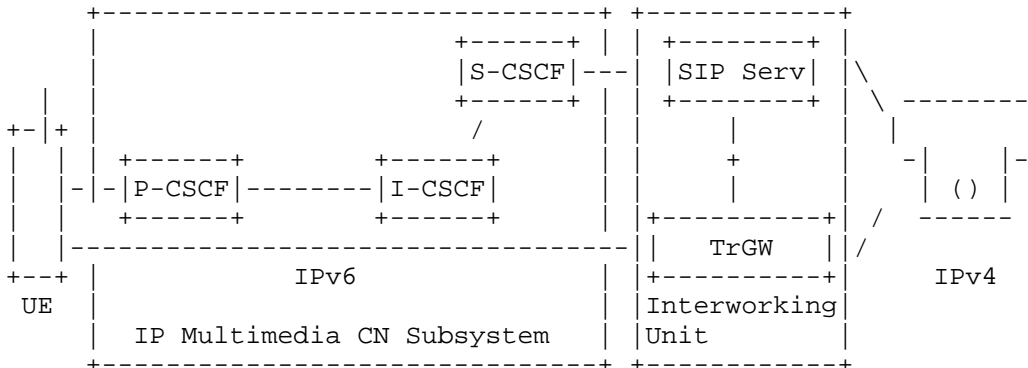 S-CSCF SIP Serv
P-CSCF I-CSCF ()
TrGW
IPv6 IPv4
UE Interworking
IP Multimedia CN Subsystem Unit